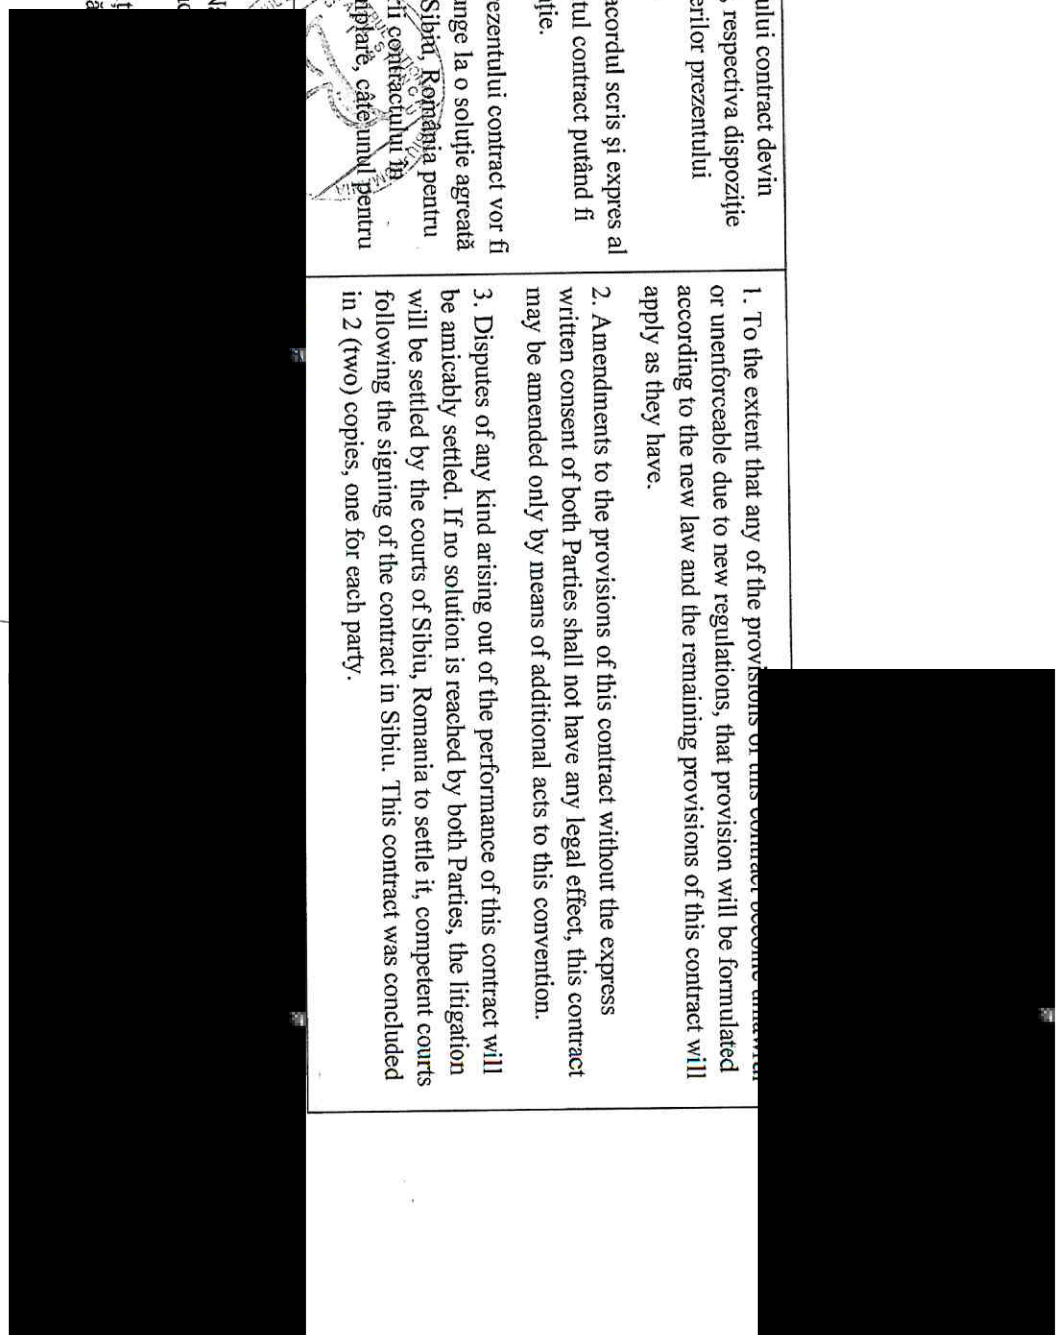 ului contract devin
, respectiva dispoziție
erilor prezentului
acordul scris și expres al
tul contract putând fi
ție.
ezentului contract vor fi
ange la o soluție agreată
Sibiu, România pentru
rii contractului în
mplare, câte unul pentru
1. To the extent that any of the provisions of this contract become unlawful
or unenforceable due to new regulations, that provision will be formulated
according to the new law and the remaining provisions of this contract will
apply as they have.
2. Amendments to the provisions of this contract without the express
written consent of both Parties shall not have any legal effect, this contract
may be amended only by means of additional acts to this convention.
3. Disputes of any kind arising out of the performance of this contract will
be amicably settled. If no solution is reached by both Parties, the litigation
will be settled by the courts of Sibiu, Romania to settle it, competent courts
following the signing of the contract in Sibiu. This contract was concluded
in 2 (two) copies, one for each party.